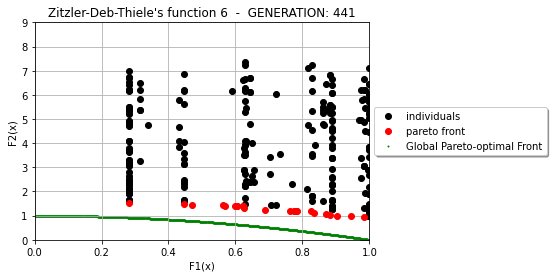 Zitzler-Deb-Thiele's function 6 - GENERATION: 441
9
8
7
6
5
4
3
2
1
0
F2(x)
0.0 0.2 0.4 0.6 0.8 1.0
F1(x)
individuals
pareto front
Global Pareto-optimal Front